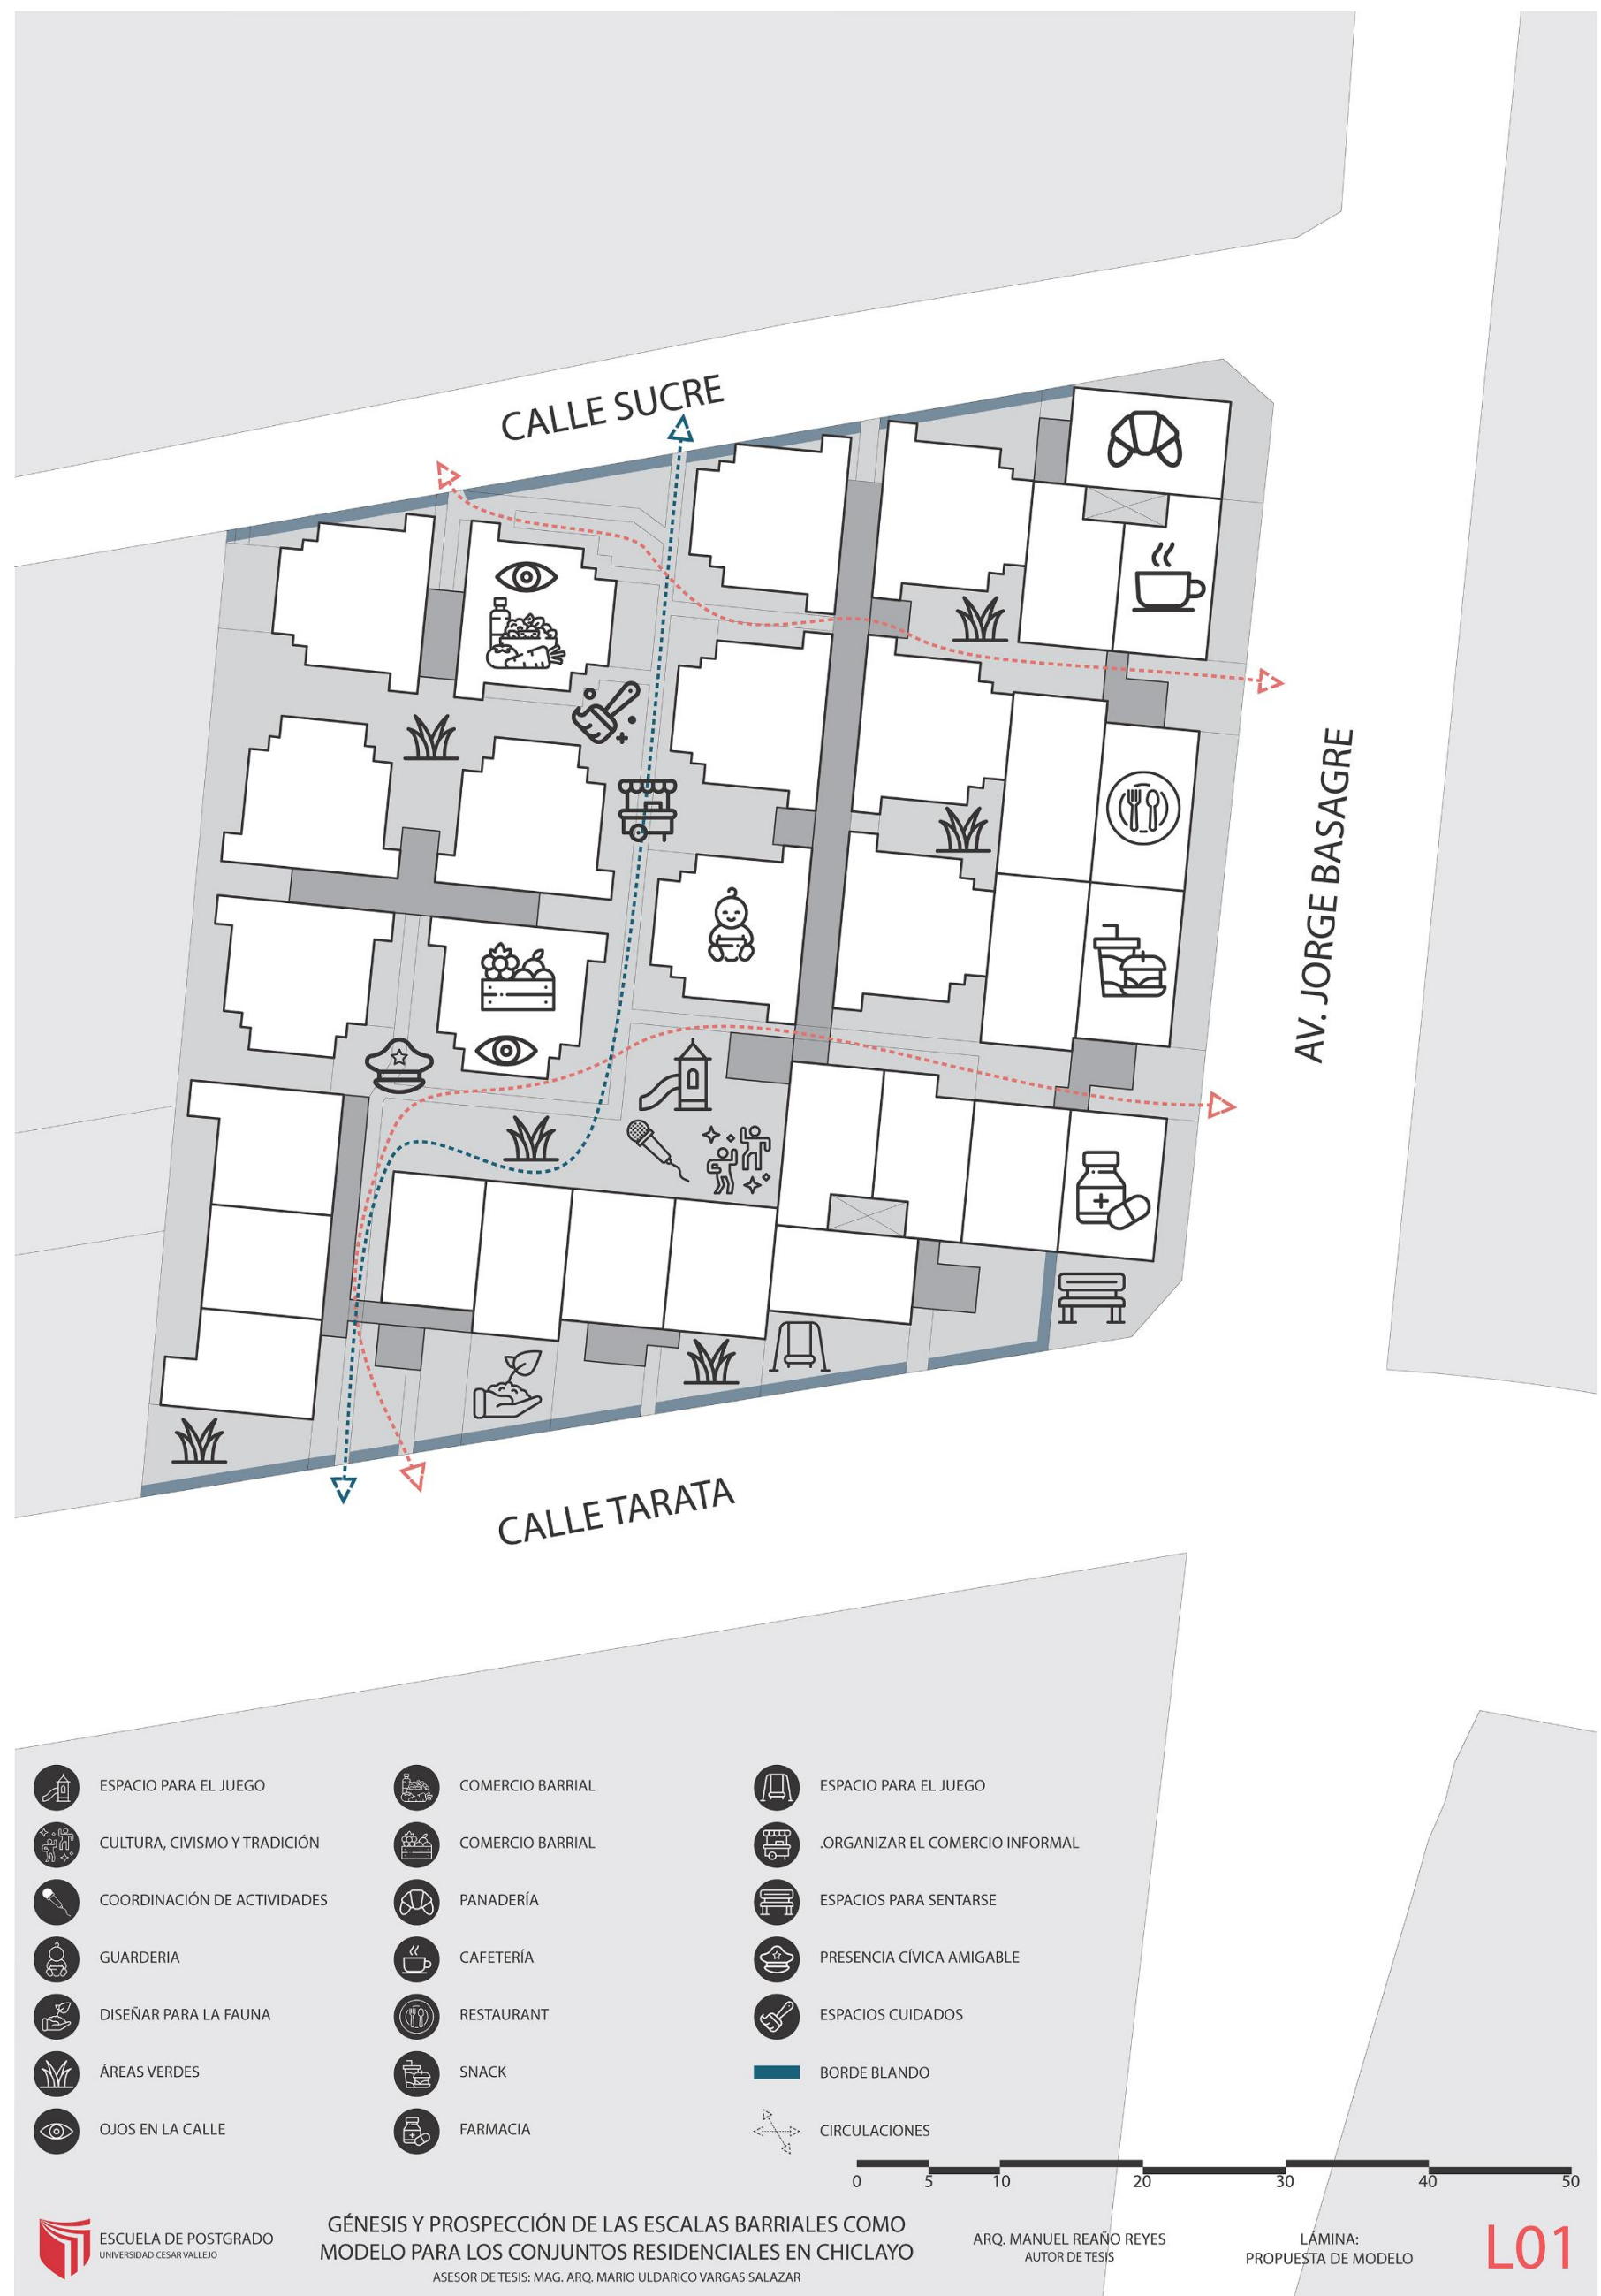 CALLE SUCRE
AV. JORGE BASAGRE
CALLE TARATA
ESPACIO PARA EL JUEGO
CULTURA, CIVISMO Y TRADICIÓN
COORDINACIÓN DE ACTIVIDADES
GUARDERIA
DISEÑAR PARA LA FAUNA
ÁREAS VERDES
OJOS EN LA CALLE
COMERCIO BARRIAL
COMERCIO BARRIAL
PANADERÍA
CAFETERÍA
RESTAURANT
SNACK
FARMACIA
ESPACIO PARA EL JUEGO
.ORGANIZAR EL COMERCIO INFORMAL
ESPACIOS PARA SENTARSE
PRESENCIA CÍVICA AMIGABLE
ESPACIOS CUIDADOS
BORDE BLANDO
CIRCULACIONES
0 5 10 20 30 40 50
ESCUELA DE POSTGRADO
UNIVERSIDAD CESAR VALLEJO
GÉNESIS Y PROSPECCIÓN DE LAS ESCALAS BARRIALES COMO
MODELO PARA LOS CONJUNTOS RESIDENCIALES EN CHICLAYO
ASESOR DE TESIS: MAG. ARQ. MARIO ULDARICO VARGAS SALAZAR
ARQ. MANUEL REAÑO REYES
AUTOR DE TESIS
LÁMINA:
PROPUESTA DE MODELO
L01